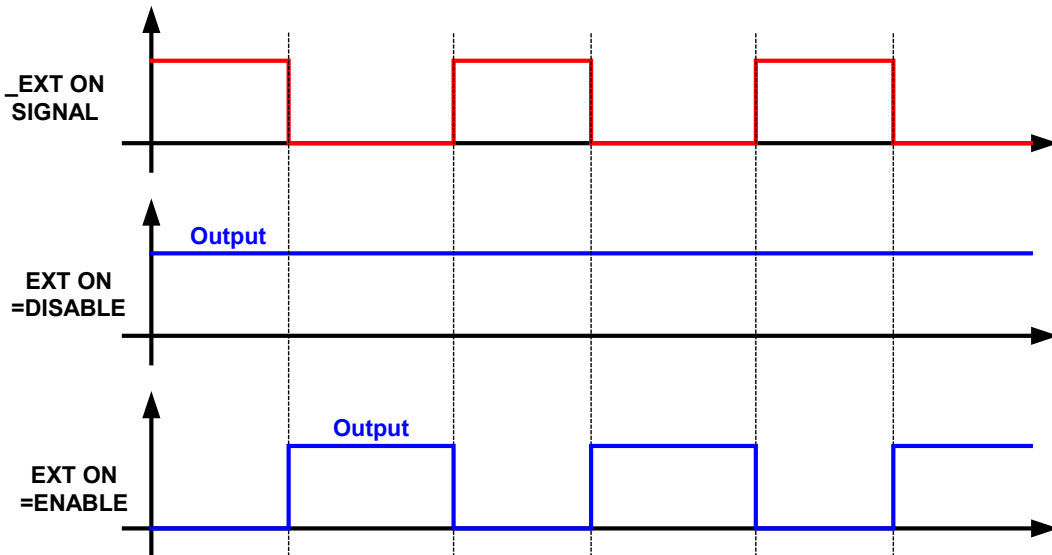 _EXT ON
SIGNAL
Output
EXT ON
=DISABLE
Output
EXT ON
=ENABLE